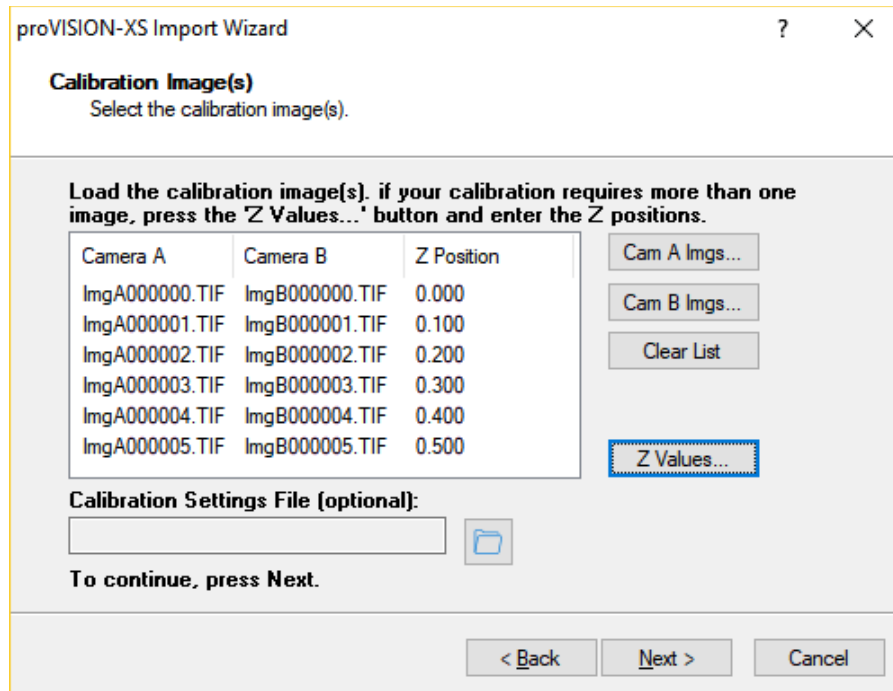 proVISION-XS Import Wizard ? ×
Calibration Image(s)
Select the calibration image(s).
Load the calibration image(s). if your calibration requires more than one
image, press the 'Z Values...' button and enter the Z positions.
Camera A Camera B Z Position
ImgA000000.TIF ImgB000000.TIF 0.000
ImgA000001.TIF ImgB000001.TIF 0.100
ImgA000002.TIF ImgB000002.TIF 0.200
ImgA000003.TIF ImgB000003.TIF 0.300
ImgA000004.TIF ImgB000004.TIF 0.400
ImgA000005.TIF ImgB000005.TIF 0.500
Cam A Imgs...
Cam B Imgs...
Clear List
Z Values...
Calibration Settings File (optional):
To continue, press Next.
< Back Next > Cancel